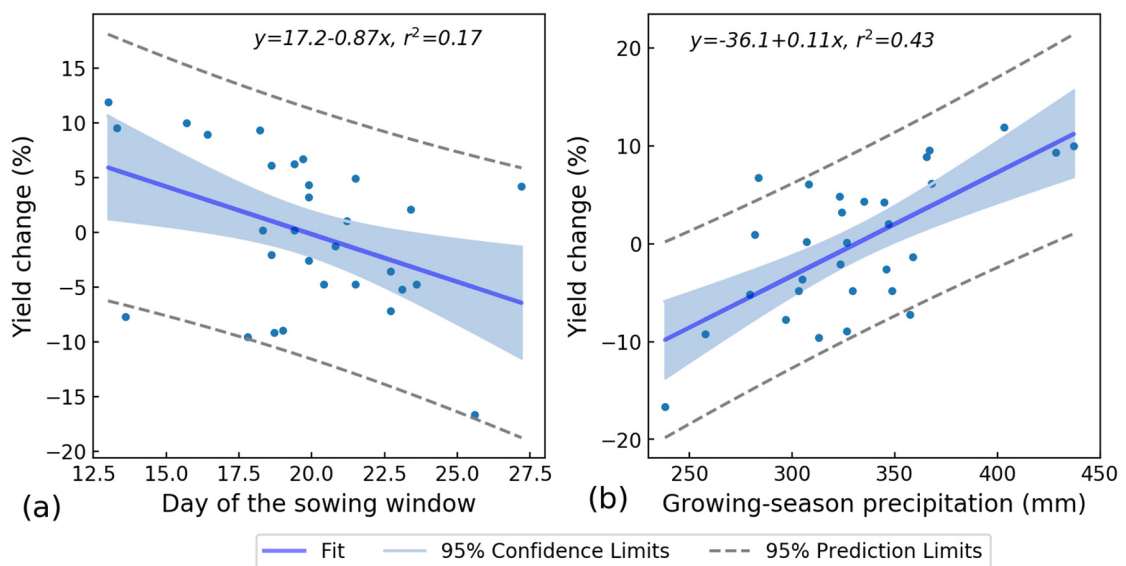 y=17.2-0.87x, r²=0.17
15
10
5
0
−5
−10
−15
−20
Yield change (%)
12.5 15.0 17.5 20.0 22.5 25.0 27.5
(a) Day of the sowing window
y=-36.1+0.11x, r²=0.43
20
10
0
−10
−20
Yield change (%)
250 300 350 400 450
(b) Growing-season precipitation (mm)
Fit 95% Confidence Limits 95% Prediction Limits